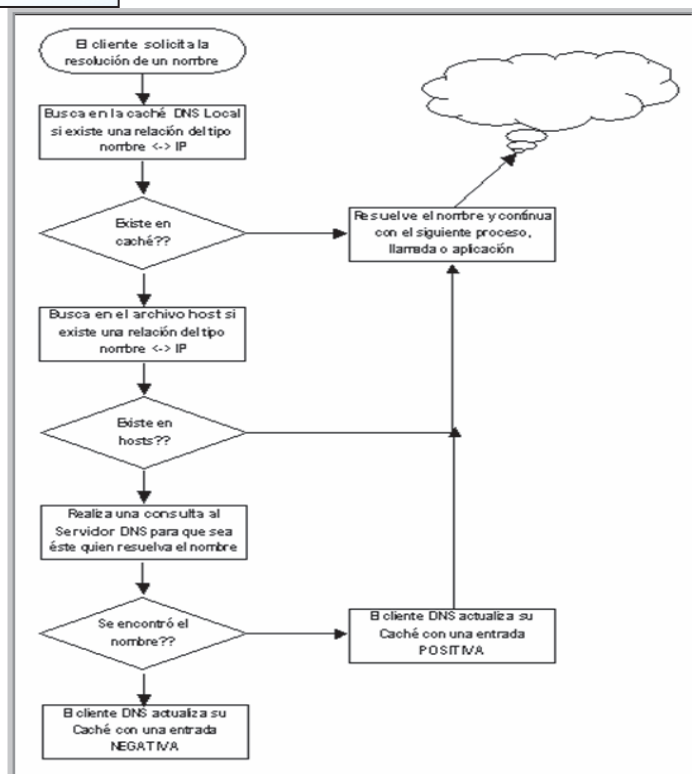 El cliente solicita la
resolución de un nombre
Busca en la caché DNS Local
si existe una relación del tipo
nombre <-> IP
Existe en
caché??
Resuelve el nombre y continua
con el siguiente proceso,
llamada o aplicación
Busca en el archivo host si
existe una relación del tipo
nombre <-> IP
Existe en
hosts??
Realiza una consulta al
Servidor DNS para que sea
éste quien resuelva el nombre
Se encontró el
nombre??
El cliente DNS actualiza su
Caché con una entrada
POSITIVA
El cliente DNS actualiza su
Caché con una entrada
NEGATIVA